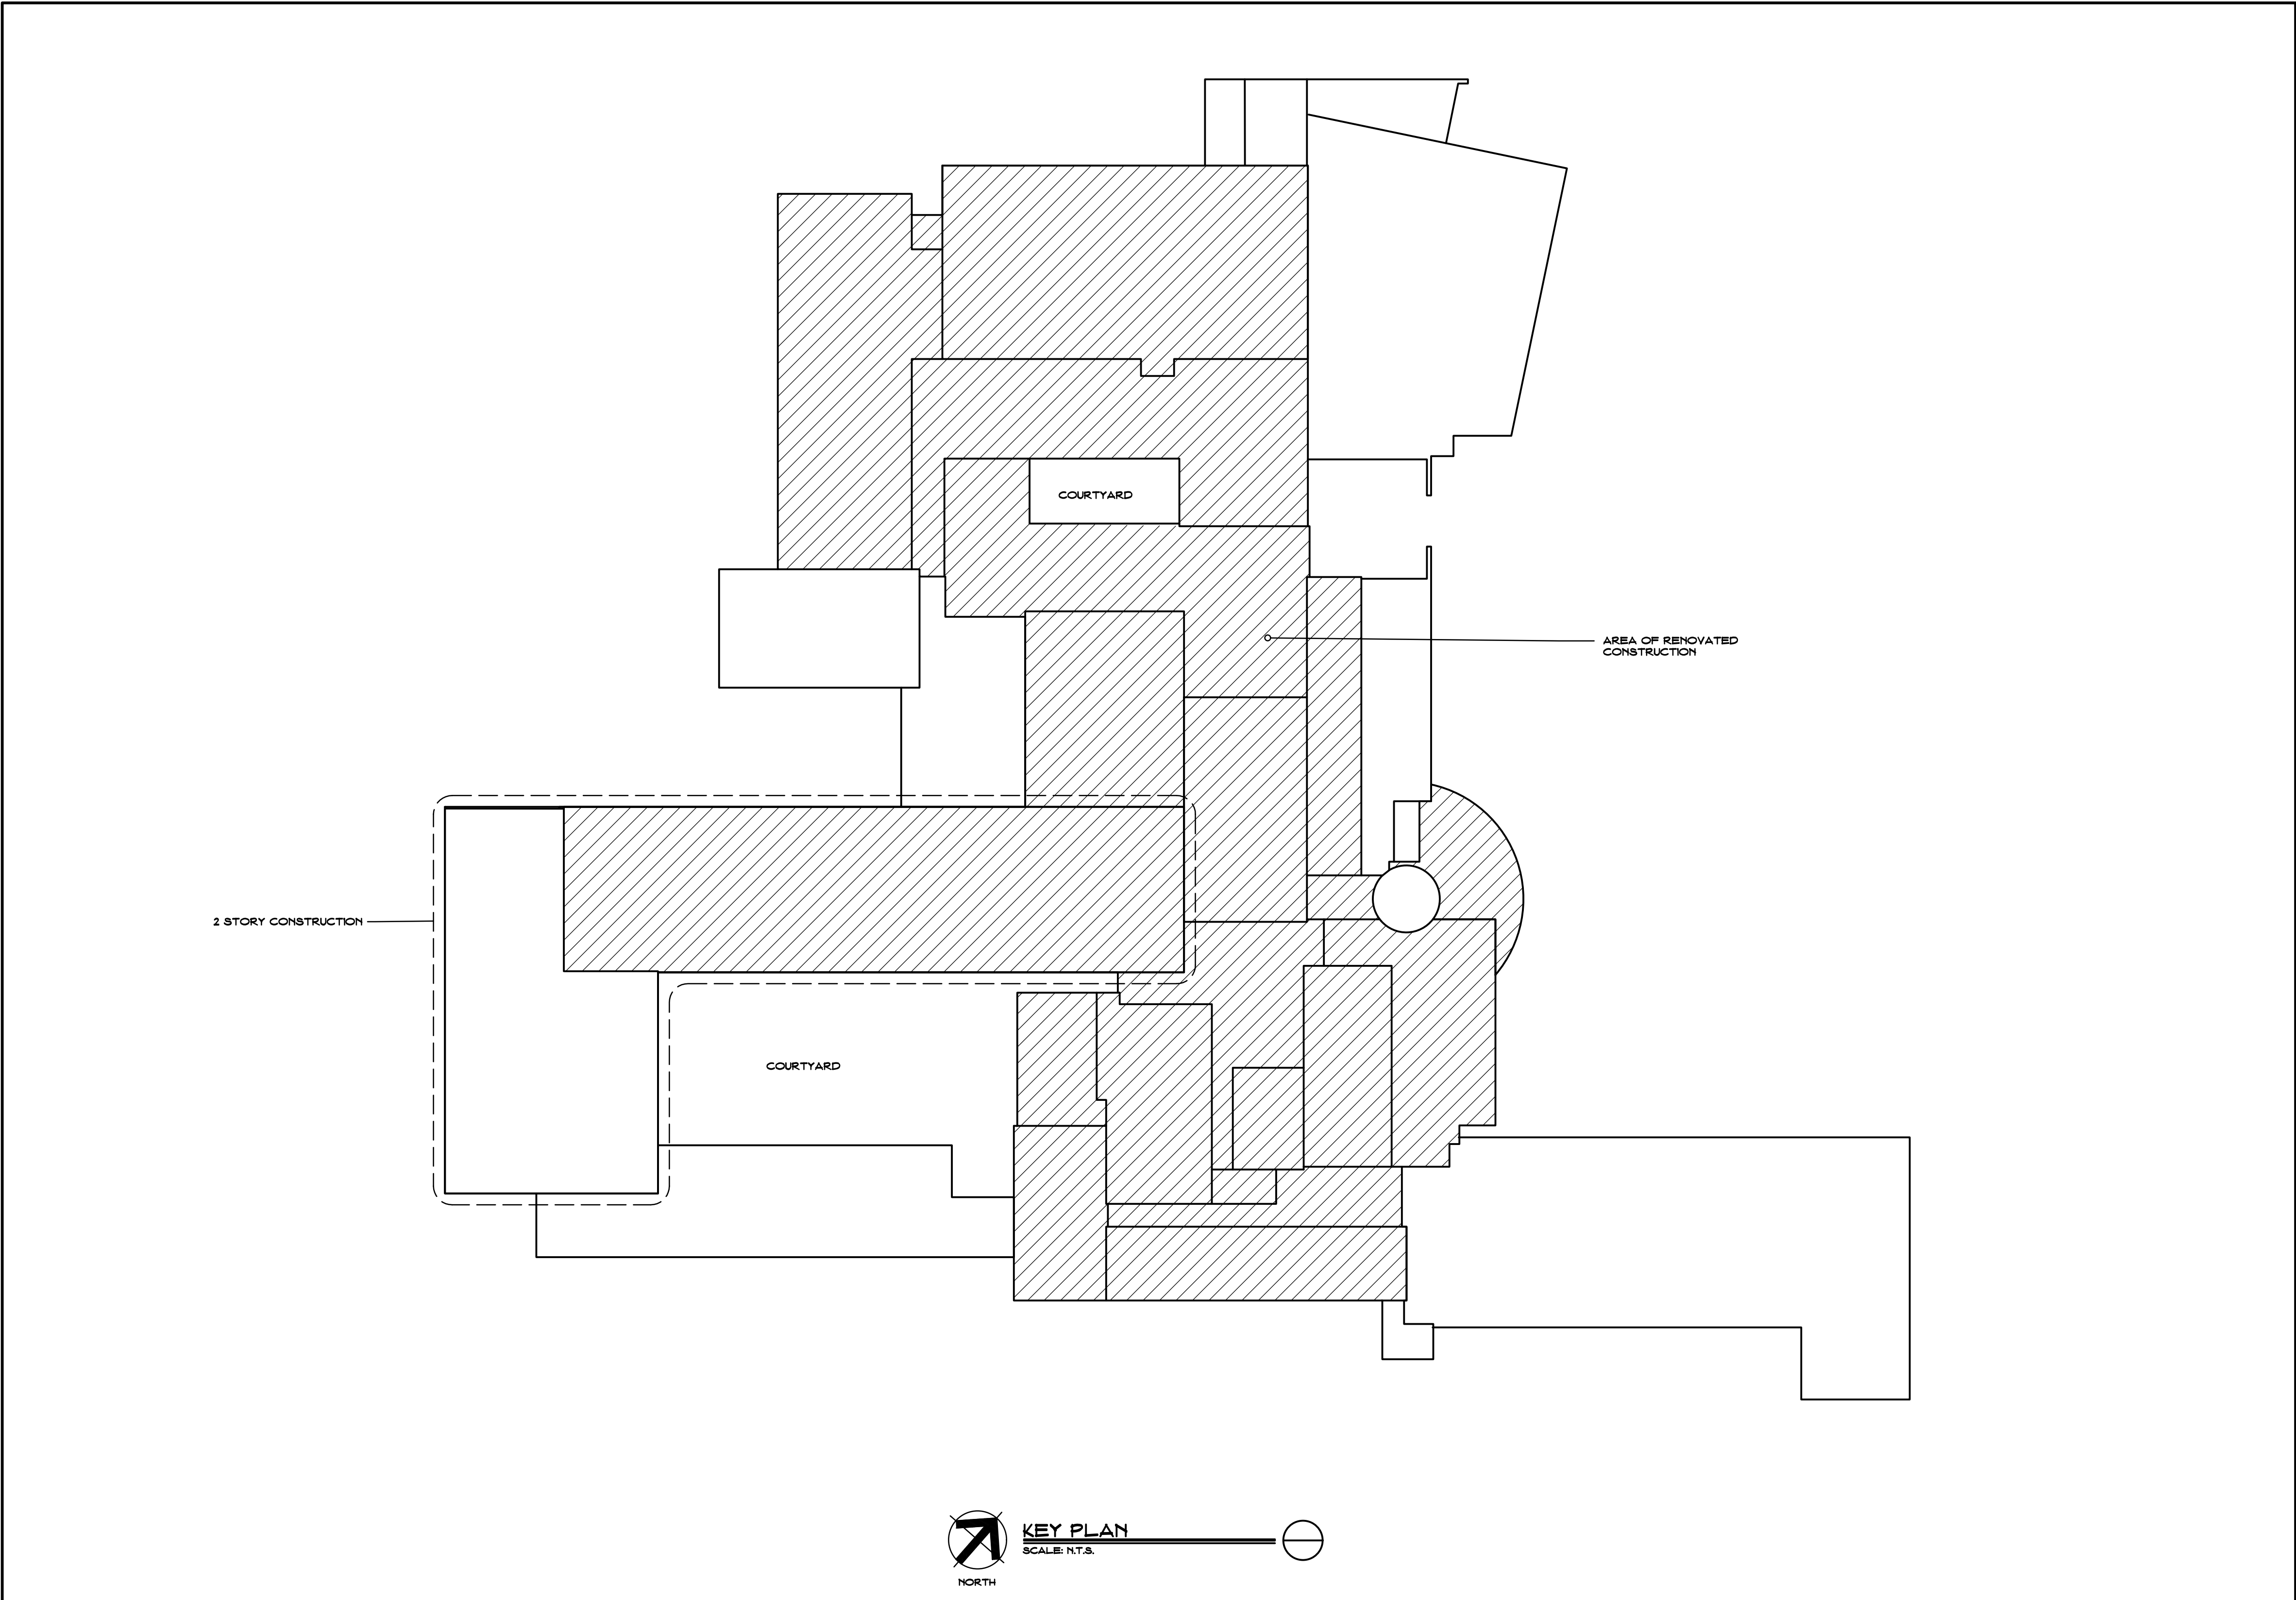 COURTYARD
AREA OF RENOVATED
CONSTRUCTION
2 STORY CONSTRUCTION
COURTYARD
KEY PLAN
SCALE: N.T.S.
NORTH